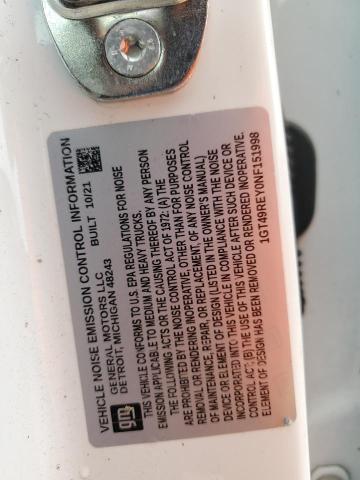 VEHICLE NOISE EMISSION CONTROL INFORMATION
GENERAL MOTORS LLC BUILT 10/21
DETROIT, MICHIGAN 48243
gm
THIS VEHICLE CONFORMS TO U.S. EPA REGULATIONS FOR NOISE
EMISSION APPLICABLE TO MEDIUM AND HEAVY TRUCKS.
THE FOLLOWING ACTS OR THE CAUSING THEREOF BY ANY PERSON
ARE PROHIBITED BY THE NOISE CONTROL ACT OF 1972: (A) THE
REMOVAL OR RENDERING INOPERATIVE, OTHER THAN FOR PURPOSES
OF MAINTENANCE, REPAIR, OR REPLACEMENT, OF ANY NOISE CONTROL
DEVICE OR ELEMENT OF DESIGN (LISTED IN THE OWNER'S MANUAL)
INCORPORATED INTO THIS VEHICLE IN COMPLIANCE WITH THE NOISE
CONTROL ACT; (B) THE USE OF THIS VEHICLE AFTER SUCH DEVICE OR
ELEMENT OF DESIGN HAS BEEN REMOVED OR RENDERED INOPERATIVE.
1GT49REY0NF151998